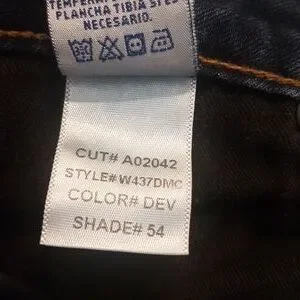 PLANCHA TIBIA SI ES
NECESARIO
CUT# A02042
STYLE# W437DMC
COLOR# DEV
SHADE# 54